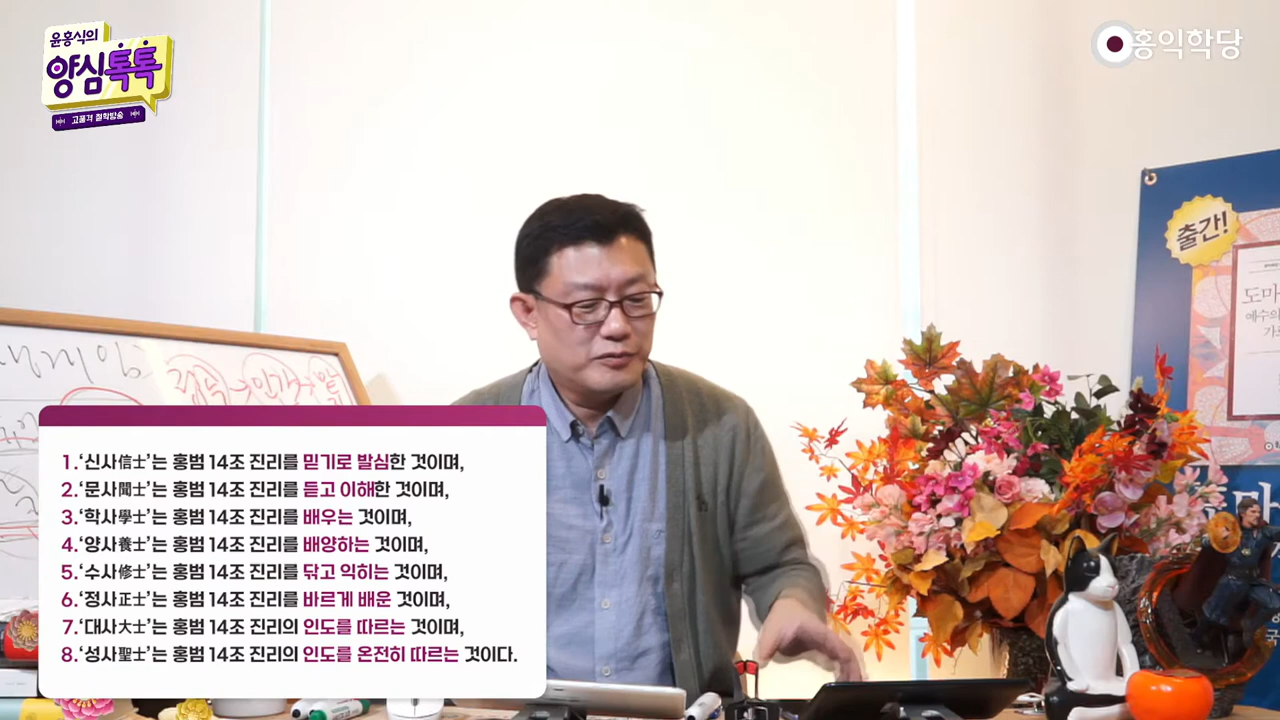 윤홍식의
양심톡톡
고품격 철학방송
홍익학당
출간!
도마
예수의
1.‘신사信士’는 홍범 14조 진리를 믿기로 발심한 것이며,
2.‘문사聞士’는 홍범 14조 진리를 듣고 이해한 것이며,
3.‘학사學士’는 홍범 14조 진리를 배우는 것이며,
4.‘양사養士’는 홍범 14조 진리를 배양하는 것이며,
5.‘수사修士’는 홍범 14조 진리를 닦고 익히는 것이며,
6.‘정사正士’는 홍범 14조 진리를 바르게 배운 것이며,
7.‘대사大士’는 홍범 14조 진리의 인도를 따르는 것이며,
8.‘성사聖士’는 홍범 14조 진리의 인도를 온전히 따르는 것이다.